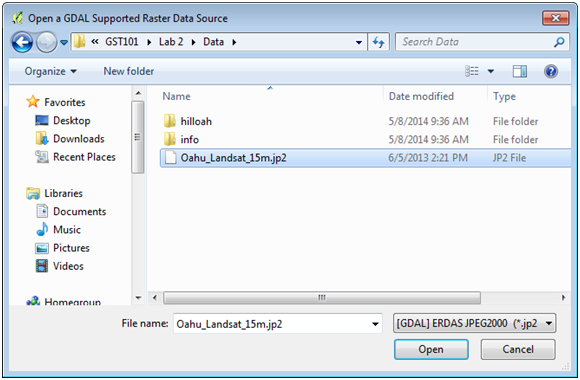 Open a GDAL Supported Raster Data Source
« GST101 Lab 2 Data
Search Data
Organize New folder
Name Date modified Type
Favorites
Desktop
Downloads
Recent Places
Libraries
Documents
Music
Pictures
Videos
Homegroup
hilloah 5/8/2014 9:36 AM File folder
info 5/8/2014 9:36 AM File folder
Oahu_Landsat_15m.jp2 6/5/2013 2:21 PM JP2 File
File name: Oahu_Landsat_15m.jp2 [GDAL] ERDAS JPEG2000 (*.jp2
Open Cancel